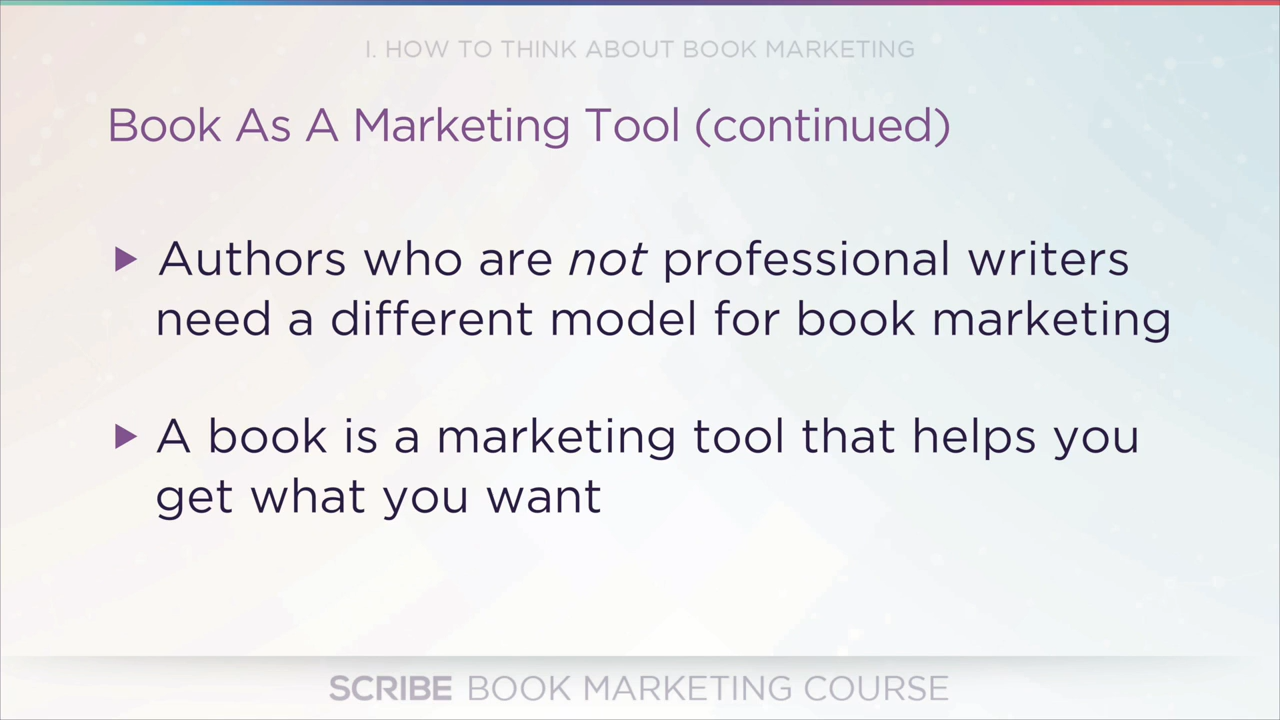 I. HOW TO THINK ABOUT BOOK MARKETING
Book As A Marketing Tool (continued)
Authors who are not professional writers
need a different model for book marketing
A book is a marketing tool that helps you
get what you want
SCRIBE BOOK MARKETING COURSE